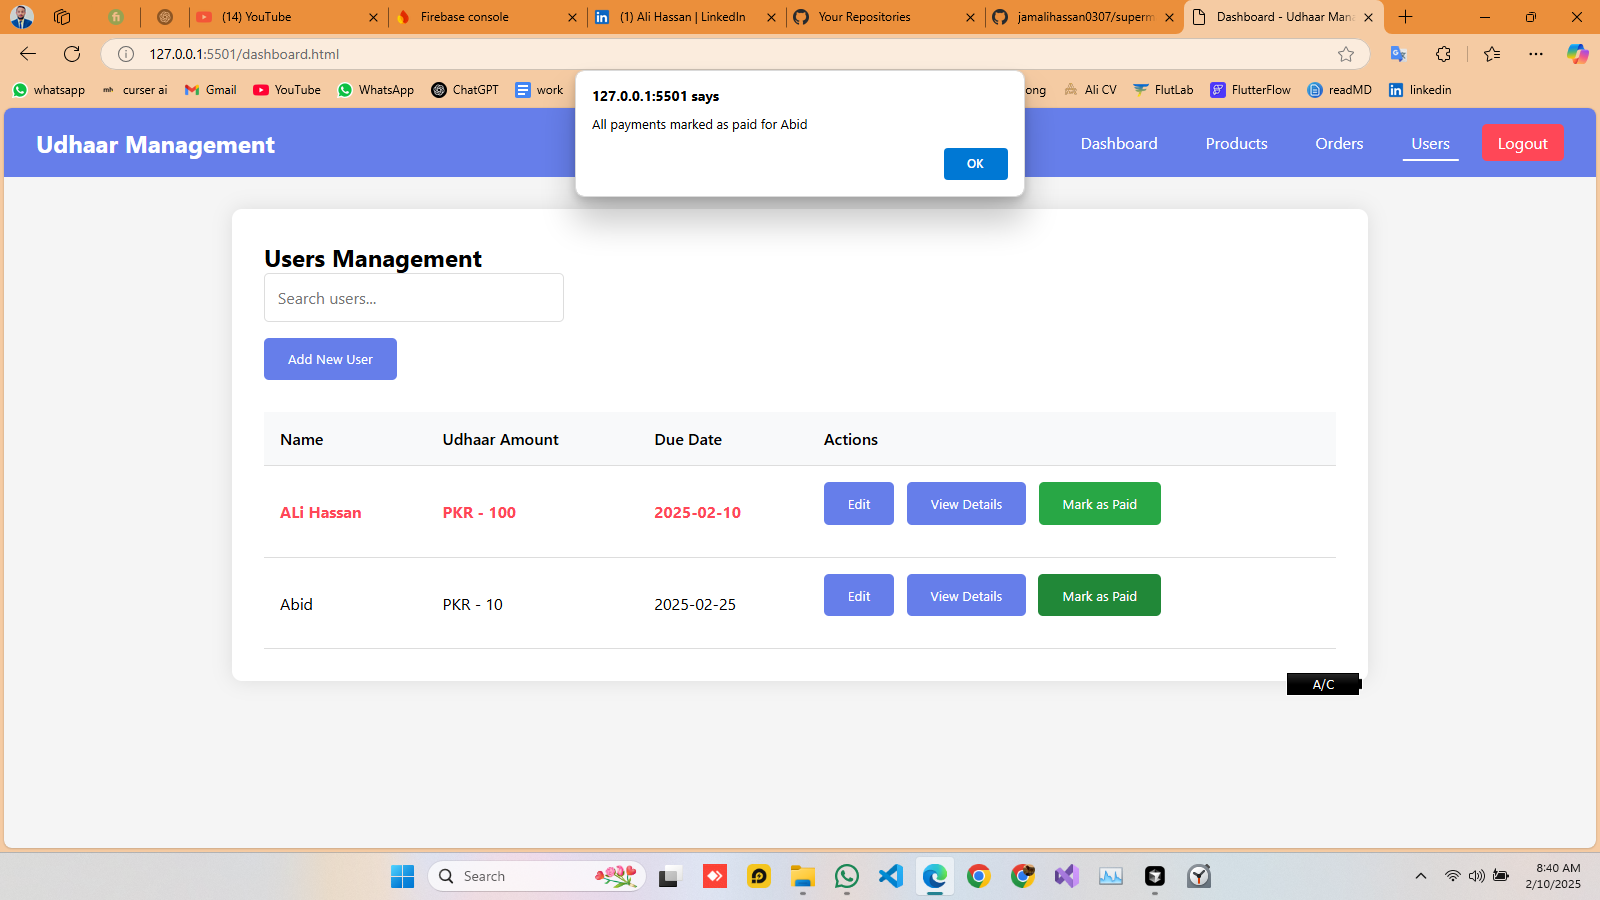 (14) YouTube
Firebase console
(1) Ali Hassan | LinkedIn
Your Repositories
jamalihassan0307/superm
Dashboard - Udhaar Man
127.0.0.1:5501/dashboard.html
whatsapp
curser ai
Gmail
YouTube
WhatsApp
ChatGPT
work
ong
Ali CV
FlutLab
FlutterFlow
readMD
linkedin
127.0.0.1:5501 says
All payments marked as paid for Abid
OK
Udhaar Management
Dashboard
Products
Orders
Users
Logout
Users Management
Search users...
Add New User
Name Udhaar Amount Due Date Actions
ALi Hassan PKR - 100 2025-02-10 Edit View Details Mark as Paid
Abid PKR - 10 2025-02-25 Edit View Details Mark as Paid
A/C
Search
8:40 AM
2/10/2025